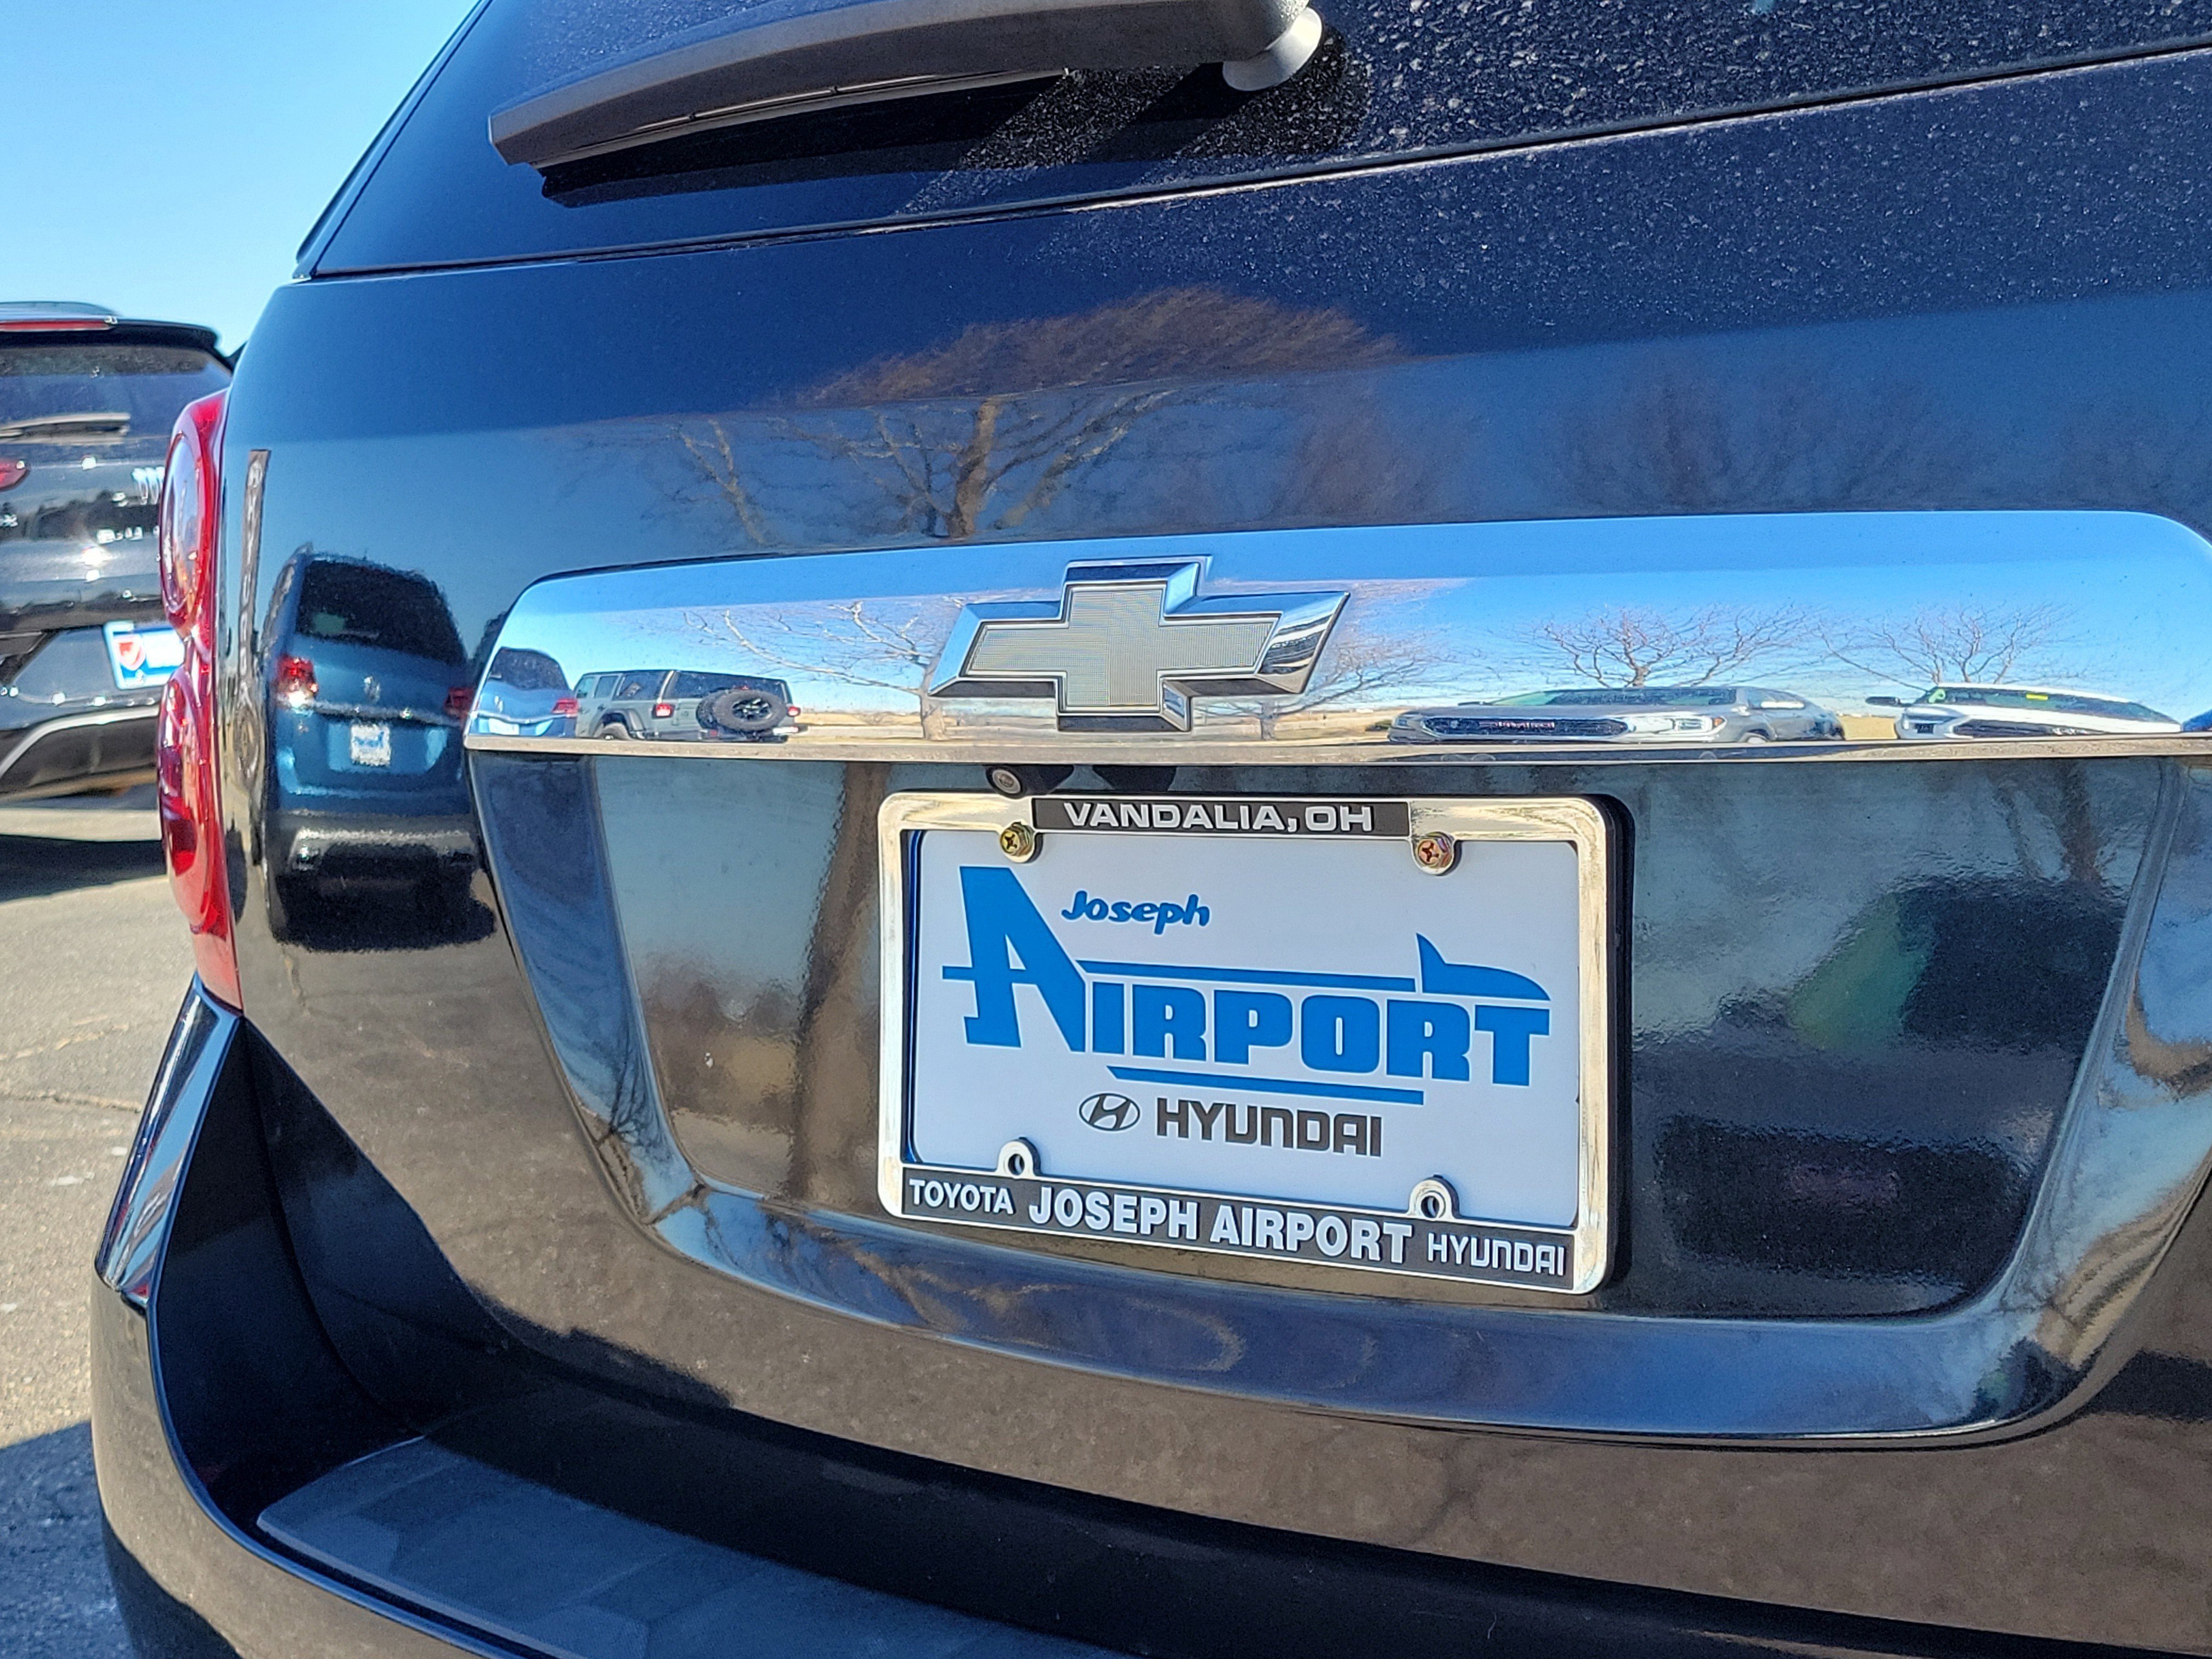 VANDALIA, OH
Joseph
AIRPORT
HYUNDAI
TOYOTA JOSEPH AIRPORT HYUNDAI